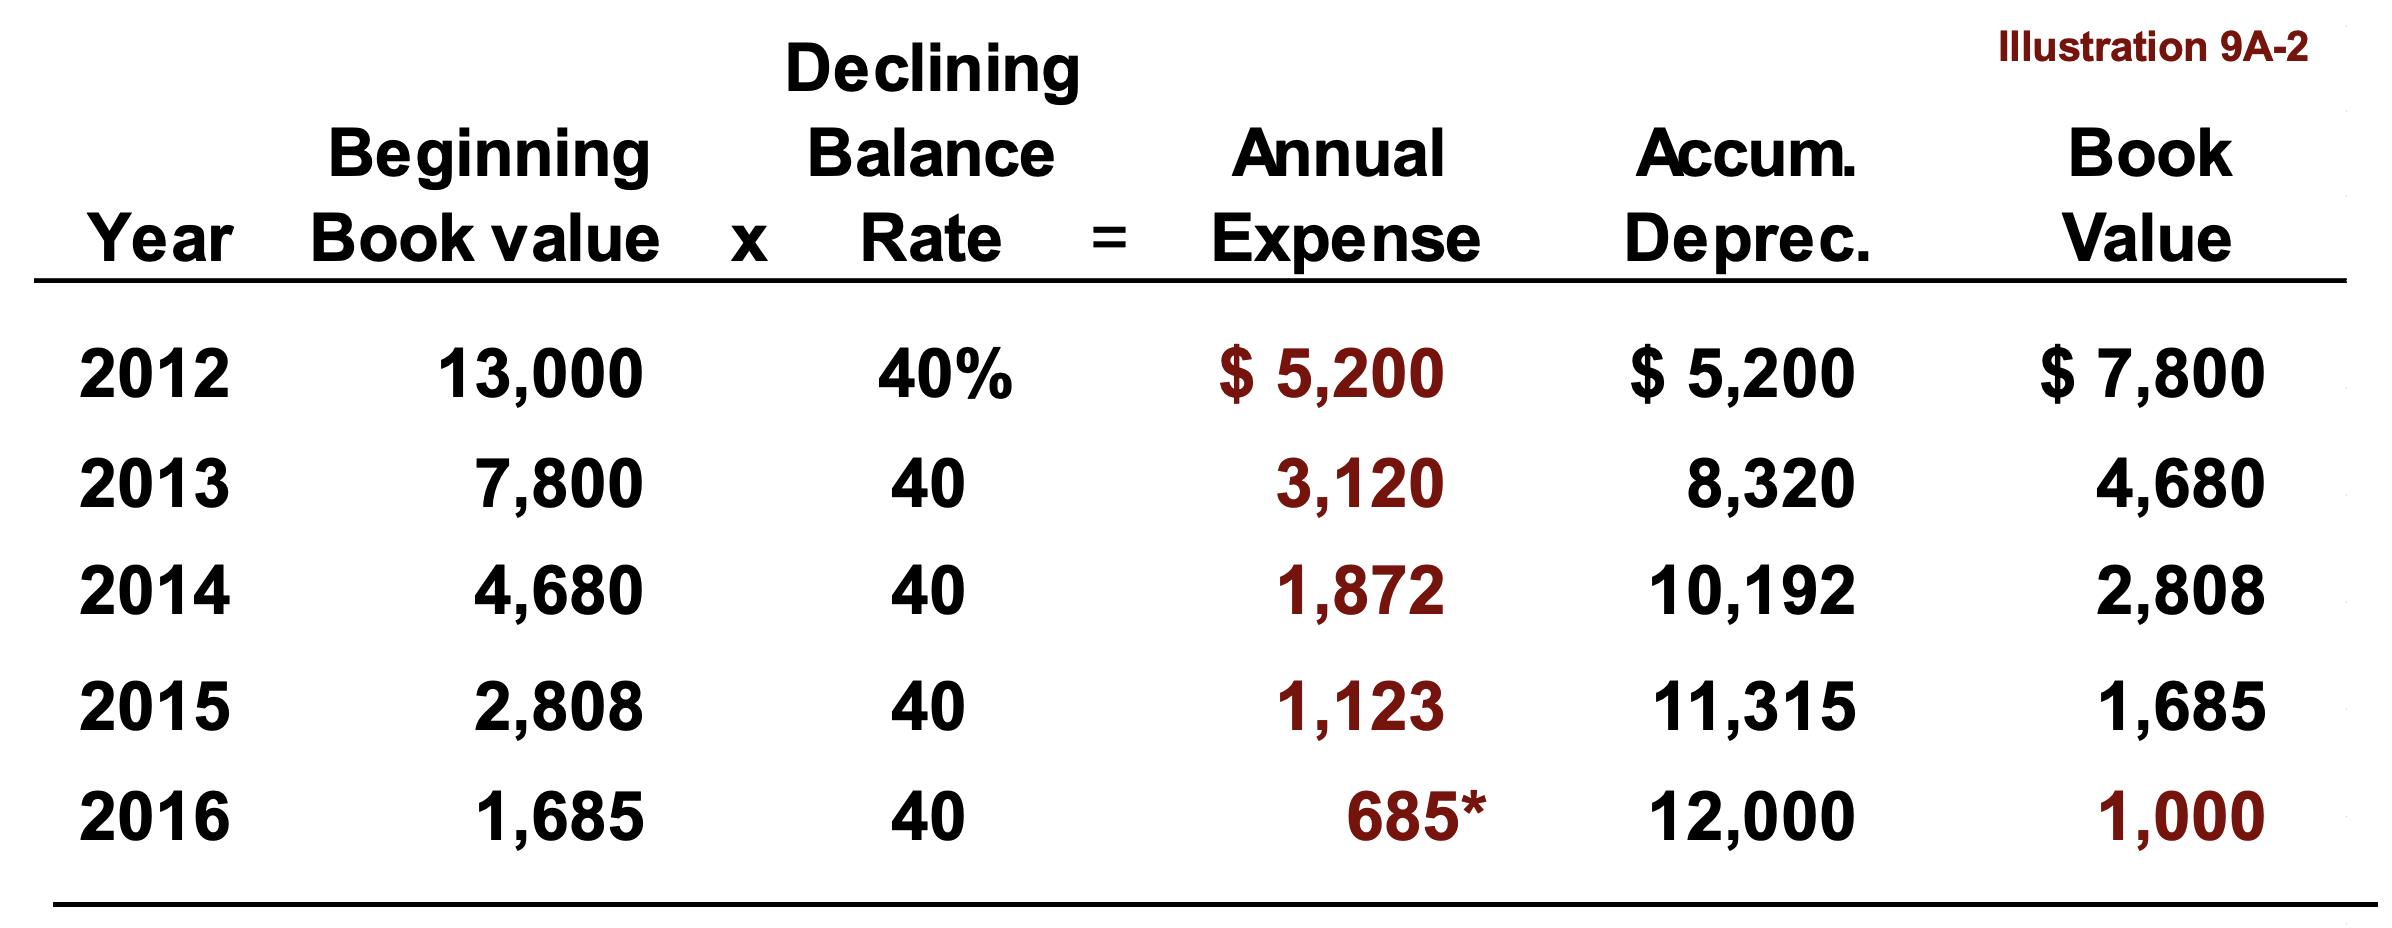 Illustration 9A-2
Declining
Beginning Balance Annual Accum. Book
Year Book value x Rate = Expense Deprec. Value
2012 13,000 40% $ 5,200 $ 5,200 $ 7,800
2013 7,800 40 3,120 8,320 4,680
2014 4,680 40 1,872 10,192 2,808
2015 2,808 40 1,123 11,315 1,685
2016 1,685 40 685* 12,000 1,000